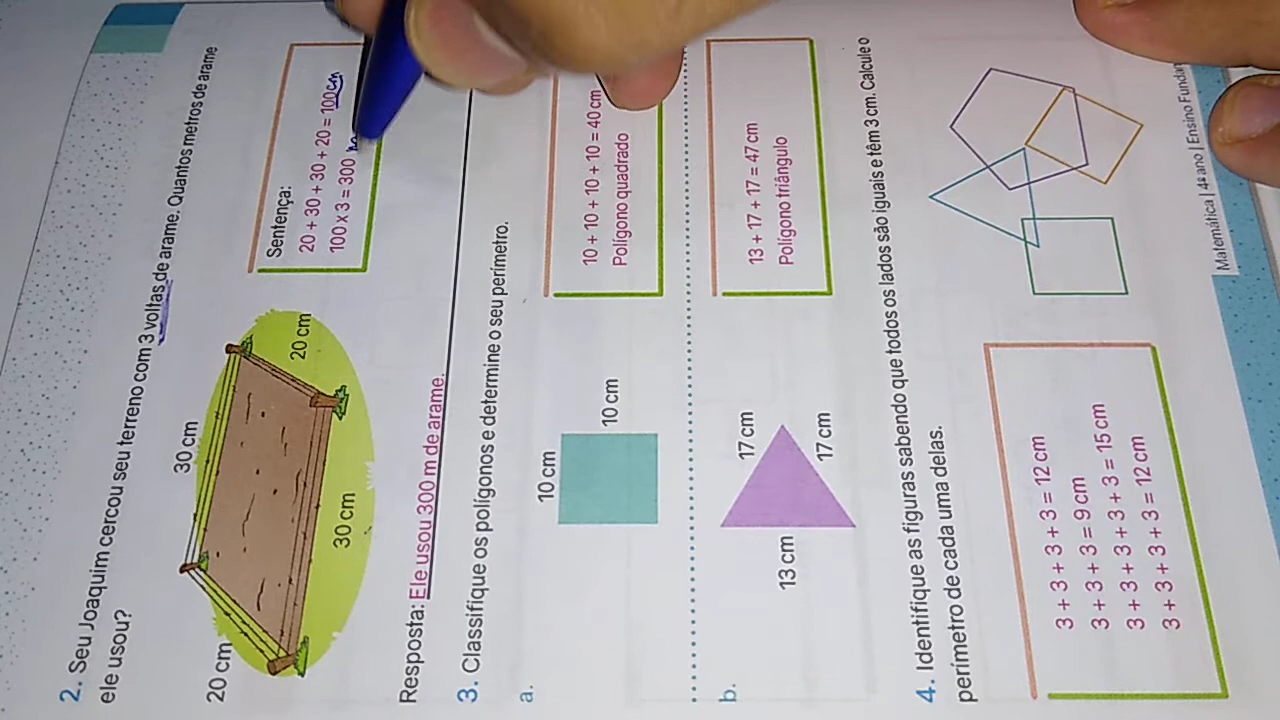 2. Seu Joaquim cercou seu terreno com 3 voltas de arame. Quantos metros de arame
ele usou?
30 cm
20 cm
20 cm
30 cm
Sentença:
20 + 30 + 30 + 20 = 100 cm
100 x 3 = 300
Resposta: Ele usou 300 m de arame.
3. Classifique os polígonos e determine o seu perímetro.
a.
10 cm
10 cm
10 + 10 + 10 + 10 = 40 cm
Polígono quadrado
b.
17 cm
13 cm
17 cm
13 + 17 + 17 = 47 cm
Polígono triângulo
4. Identifique as figuras sabendo que todos os lados são iguais e têm 3 cm. Calcule o
perímetro de cada uma delas.
3 + 3 + 3 + 3 = 12 cm
3 + 3 + 3 = 9 cm
3 + 3 + 3 + 3 + 3 = 15 cm
3 + 3 + 3 + 3 = 12 cm
Matemática | 4º ano | Ensino